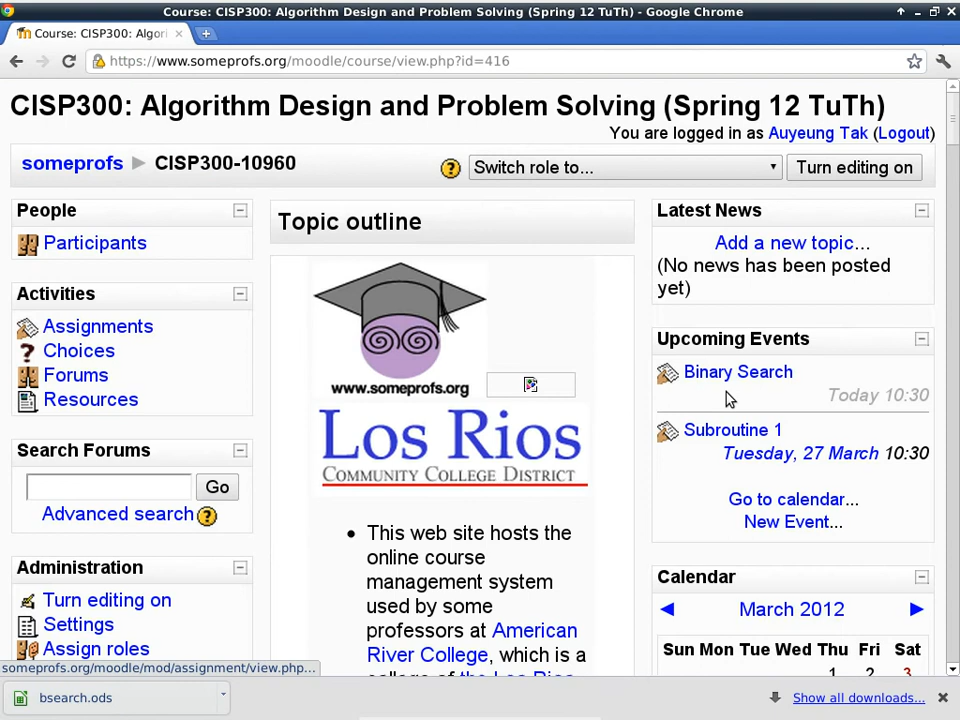 Course: CISP300: Algorithm Design and Problem Solving (Spring 12 TuTh) - Google Chrome
Course: CISP300: Algori
https://www.someprofs.org/moodle/course/view.php?id=416
CISP300: Algorithm Design and Problem Solving (Spring 12 TuTh)
You are logged in as Auyeung Tak (Logout)
someprofs ► CISP300-10960
Switch role to...
Turn editing on
People
Participants
Activities
Assignments
Choices
Forums
Resources
Search Forums
Go
Advanced search
Administration
Turn editing on
Settings
Assign roles
Topic outline
www.someprofs.org
Los Rios
COMMUNITY COLLEGE DISTRICT
• This web site hosts the
online course
management system
used by some
professors at American
River College, which is a
college of the Los Rios
Latest News
Add a new topic...
(No news has been posted
yet)
Upcoming Events
Binary Search
Today 10:30
Subroutine 1
Tuesday, 27 March 10:30
Go to calendar...
New Event...
Calendar
◄ March 2012 ►
Sun Mon Tue Wed Thu Fri Sat
1 2 3
someprofs.org/moodle/mod/assignment/view.php...
bsearch.ods
Show all downloads...